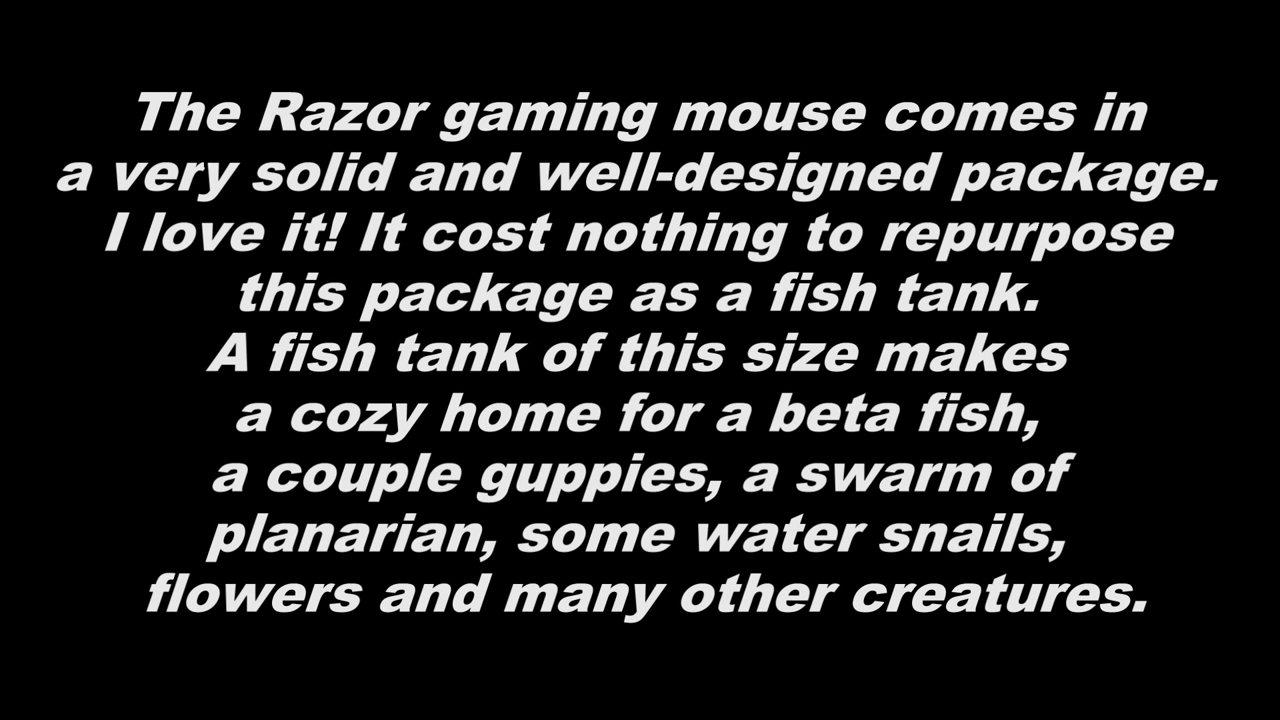 The Razor gaming mouse comes in
a very solid and well-designed package.
I love it! It cost nothing to repurpose
this package as a fish tank.
A fish tank of this size makes
a cozy home for a beta fish,
a couple guppies, a swarm of
planarian, some water snails,
flowers and many other creatures.